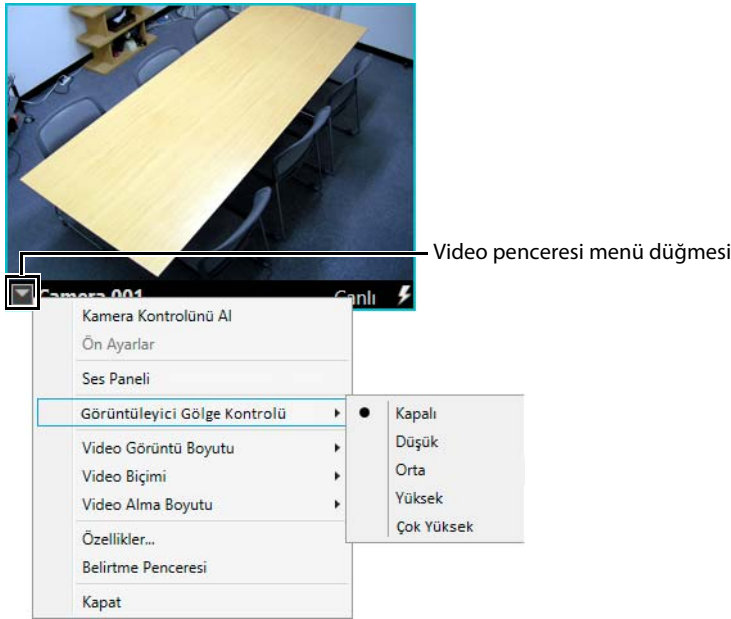 Video penceresi menü düğmesi
Camera 001 Canlı
Kamera Kontrolünü Al
Ön Ayarlar
Ses Paneli
Görüntüleyici Gölge Kontrolü
Kapalı
Düşük
Orta
Yüksek
Çok Yüksek
Video Görüntü Boyutu
Video Biçimi
Video Alma Boyutu
Özellikler...
Belirtme Penceresi
Kapat